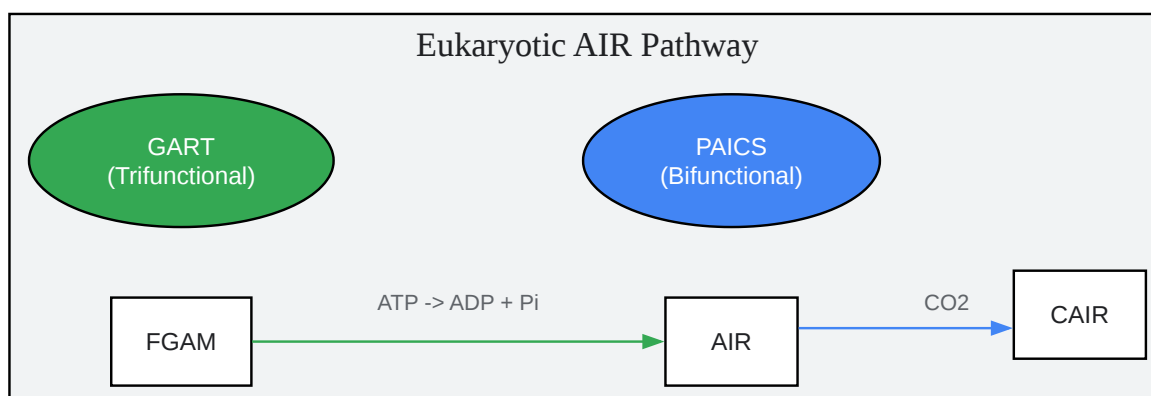 Eukaryotic AIR Pathway
GART
(Trifunctional)
PAICS
(Bifunctional)
ATP -> ADP + Pi
CO2
FGAM
AIR
CAIR